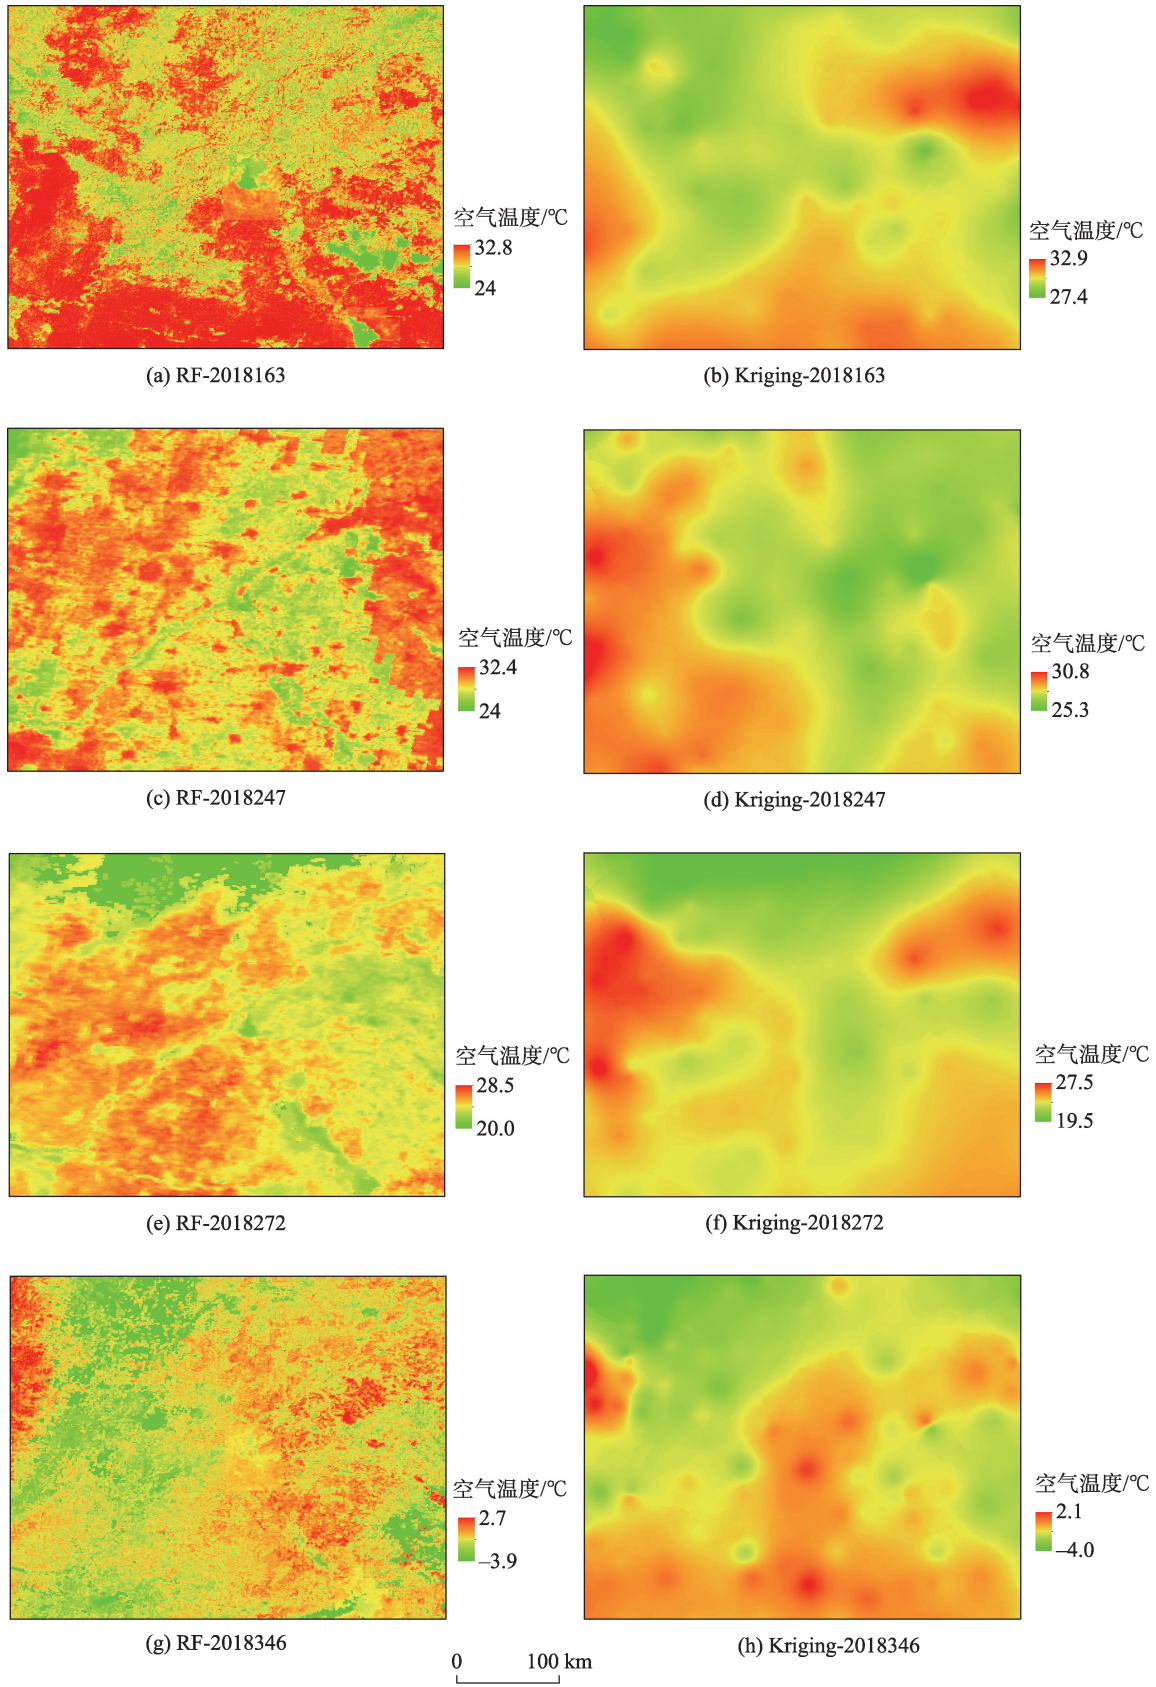 空气温度/℃
32.8
24
(a) RF-2018163
空气温度/℃
32.9
27.4
(b) Kriging-2018163
空气温度/℃
32.4
24
(c) RF-2018247
空气温度/℃
30.8
25.3
(d) Kriging-2018247
空气温度/℃
28.5
20.0
(e) RF-2018272
空气温度/℃
27.5
19.5
(f) Kriging-2018272
空气温度/℃
2.7
–3.9
(g) RF-2018346
空气温度/℃
2.1
–4.0
(h) Kriging-2018346
0 100 km